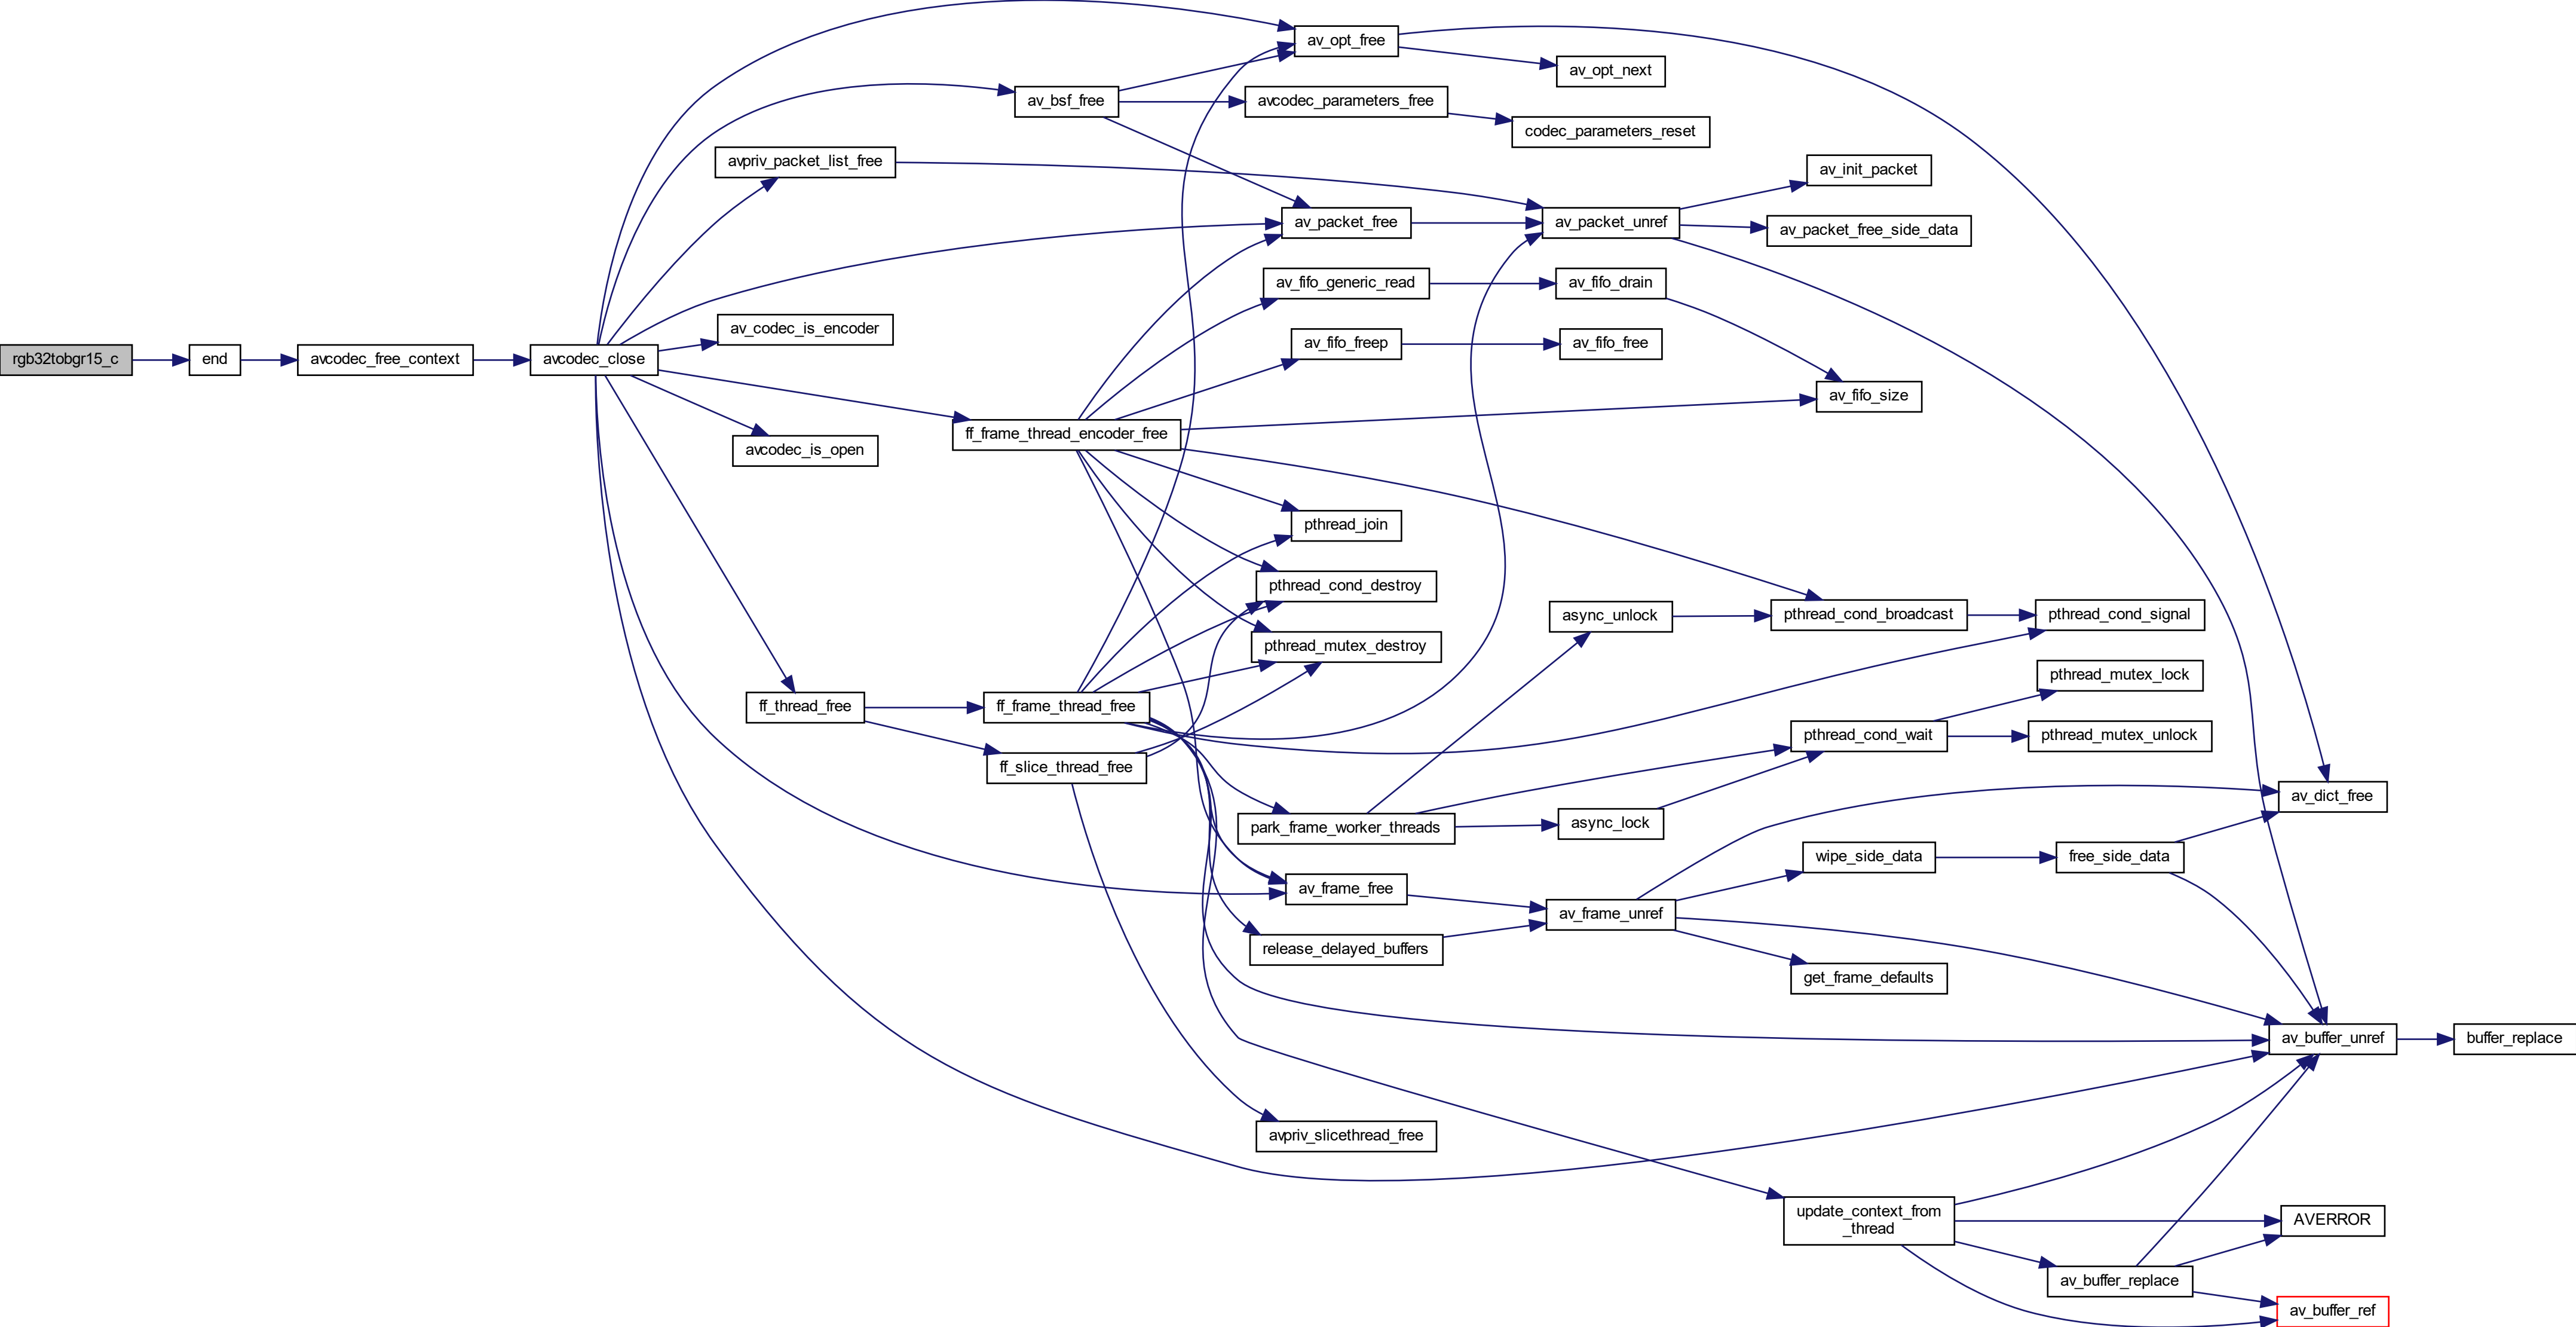 rgb32tobgr15_c
end
avcodec_free_context
avcodec_close
av_opt_free
av_opt_next
av_bsf_free
avcodec_parameters_free
codec_parameters_reset
avpriv_packet_list_free
av_init_packet
av_packet_free
av_packet_unref
av_packet_free_side_data
av_fifo_generic_read
av_fifo_drain
av_codec_is_encoder
av_fifo_freep
av_fifo_free
av_fifo_size
ff_frame_thread_encoder_free
avcodec_is_open
pthread_join
pthread_cond_destroy
async_unlock
pthread_cond_broadcast
pthread_cond_signal
pthread_mutex_destroy
pthread_mutex_lock
ff_thread_free
ff_frame_thread_free
pthread_cond_wait
pthread_mutex_unlock
ff_slice_thread_free
av_dict_free
park_frame_worker_threads
async_lock
wipe_side_data
free_side_data
av_frame_free
av_frame_unref
release_delayed_buffers
get_frame_defaults
av_buffer_unref
buffer_replace
avpriv_slicethread_free
update_context_from
_thread
AVERROR
av_buffer_replace
av_buffer_ref